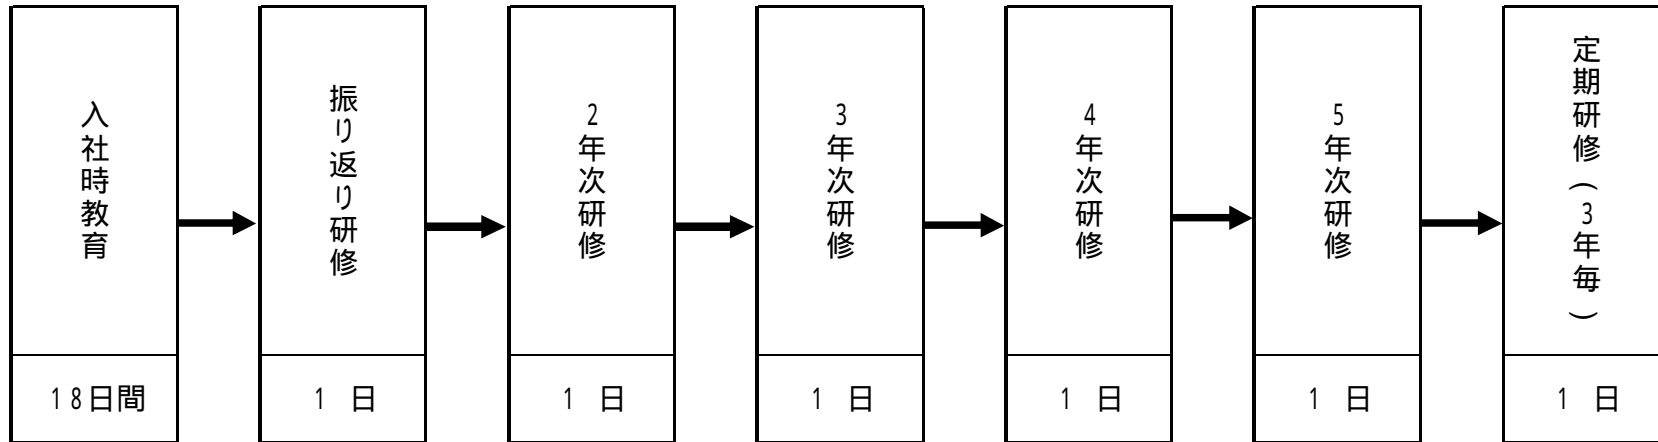 入社時教育
18日間
振り返り研修
1 日
2年次研修
1 日
3年次研修
1 日
4年次研修
1 日
5年次研修
1 日
定期研修(3年毎)
1 日